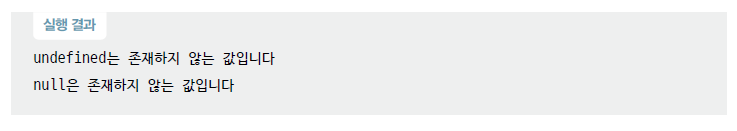 실행 결과
undefined는 존재하지 않는 값입니다
null은 존재하지 않는 값입니다